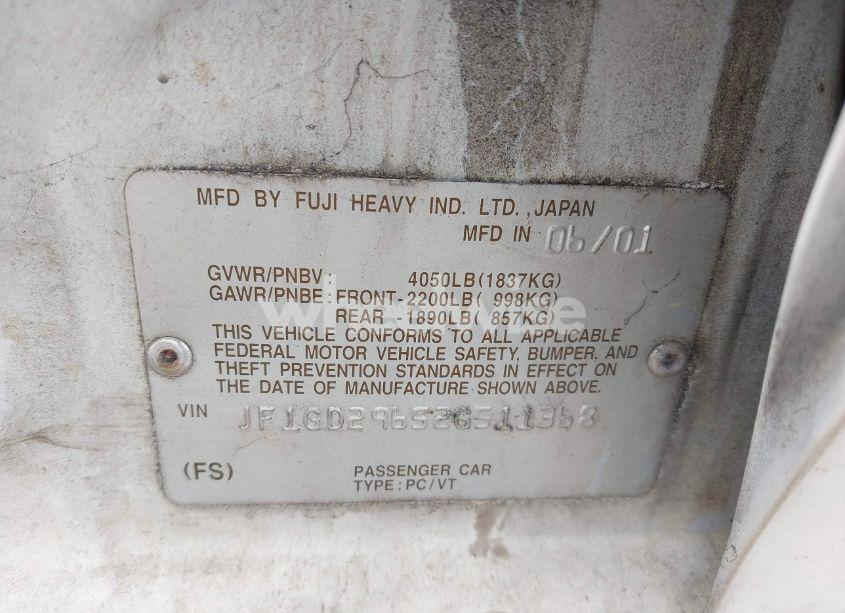 MFD BY FUJI HEAVY IND. LTD. ,JAPAN
MFD IN 06/01
GVWR/PNBV: 4050LB(1837KG)
GAWR/PNBE: FRONT-2200LB( 998KG)
REAR -1890LB( 857KG)
THIS VEHICLE CONFORMS TO ALL APPLICABLE
FEDERAL MOTOR VEHICLE SAFETY, BUMPER, AND
THEFT PREVENTION STANDARDS IN EFFECT ON
THE DATE OF MANUFACTURE SHOWN ABOVE.
VIN JF1GD29652G511368
(FS) PASSENGER CAR
TYPE: PC/VT